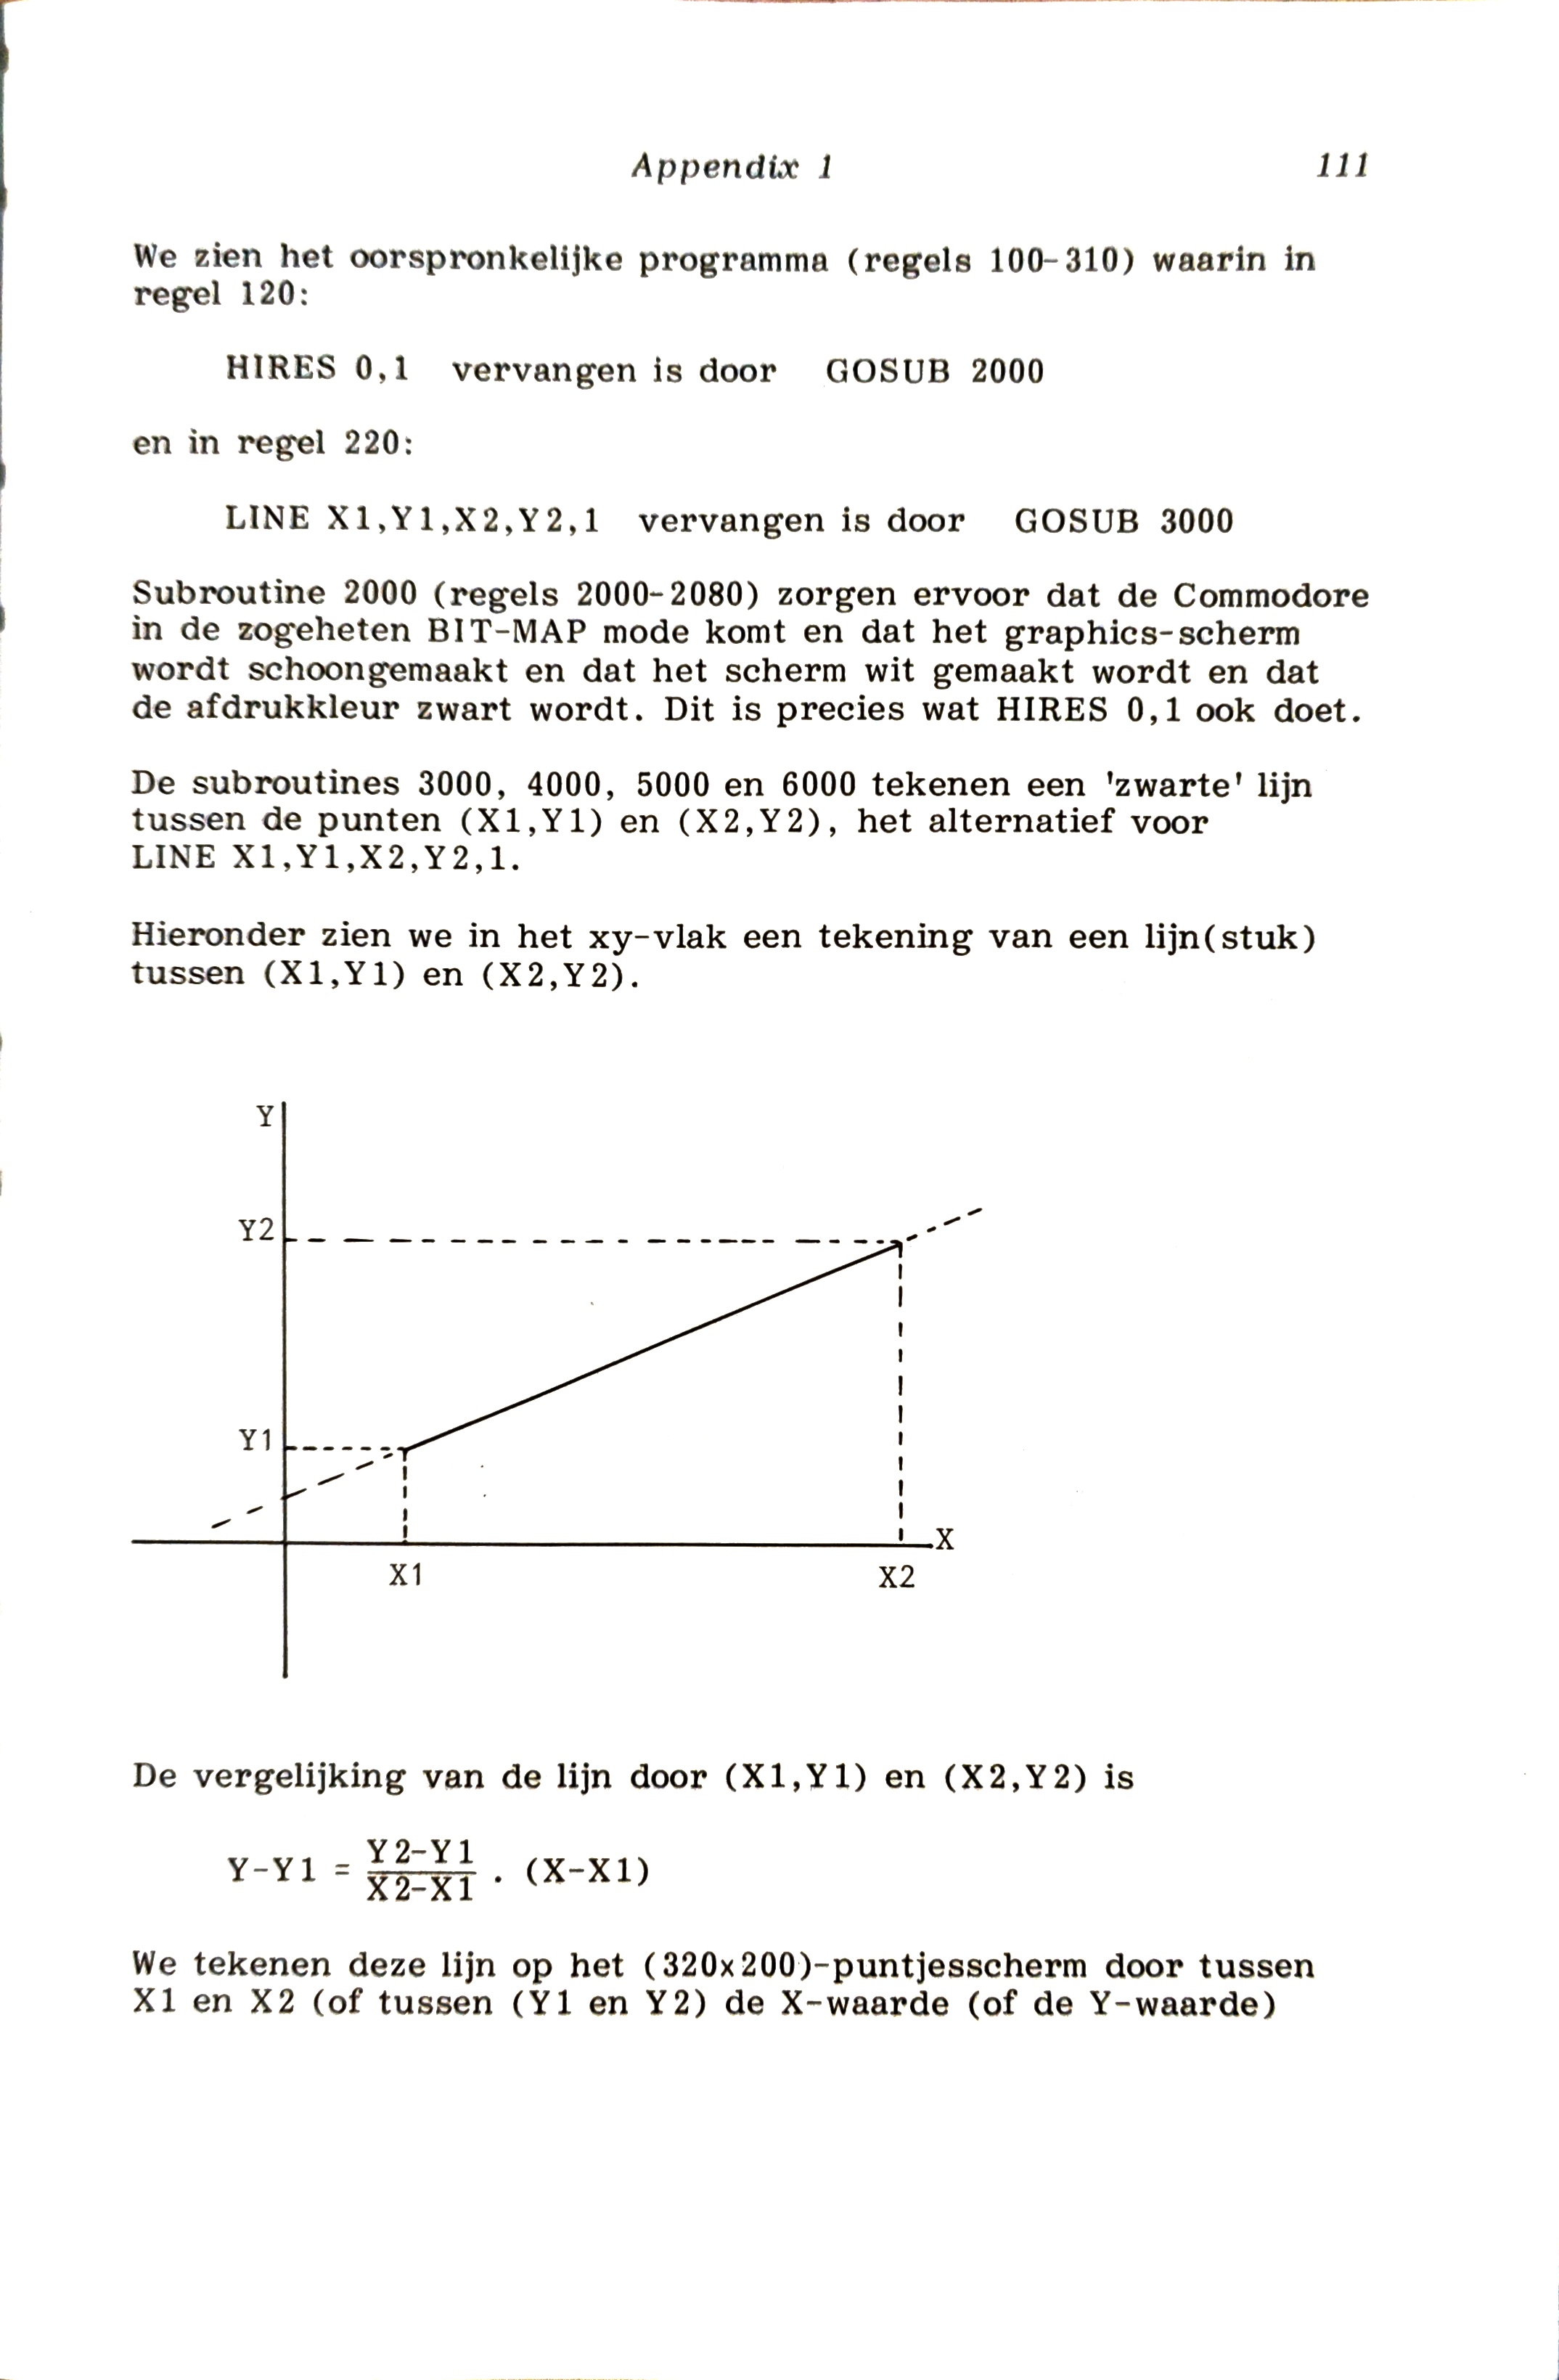 Appendix 1 111
We zien het oorspronkelijke programma (regels 100-310) waarin in
regel 120:
HIRES 0,1 vervangen is door GOSUB 2000
en in regel 220:
LINE X1,Y1,X2,Y2,1 vervangen is door GOSUB 3000
Subroutine 2000 (regels 2000-2080) zorgen ervoor dat de Commodore
in de zogeheten BIT-MAP mode komt en dat het graphics-scherm
wordt schoongemaakt en dat het scherm wit gemaakt wordt en dat
de afdrukkleur zwart wordt. Dit is precies wat HIRES 0,1 ook doet.
De subroutines 3000, 4000, 5000 en 6000 tekenen een 'zwarte' lijn
tussen de punten (X1,Y1) en (X2,Y2), het alternatief voor
LINE X1,Y1,X2,Y2,1.
Hieronder zien we in het xy-vlak een tekening van een lijn(stuk)
tussen (X1,Y1) en (X2,Y2).
Y
Y2
Y1
X
X1 X2
De vergelijking van de lijn door (X1,Y1) en (X2,Y2) is
Y2-Y1
Y-Y1 = . (X-X1)
X2-X1
We tekenen deze lijn op het (320x200)-puntjesscherm door tussen
X1 en X2 (of tussen (Y1 en Y2) de X-waarde (of de Y-waarde)